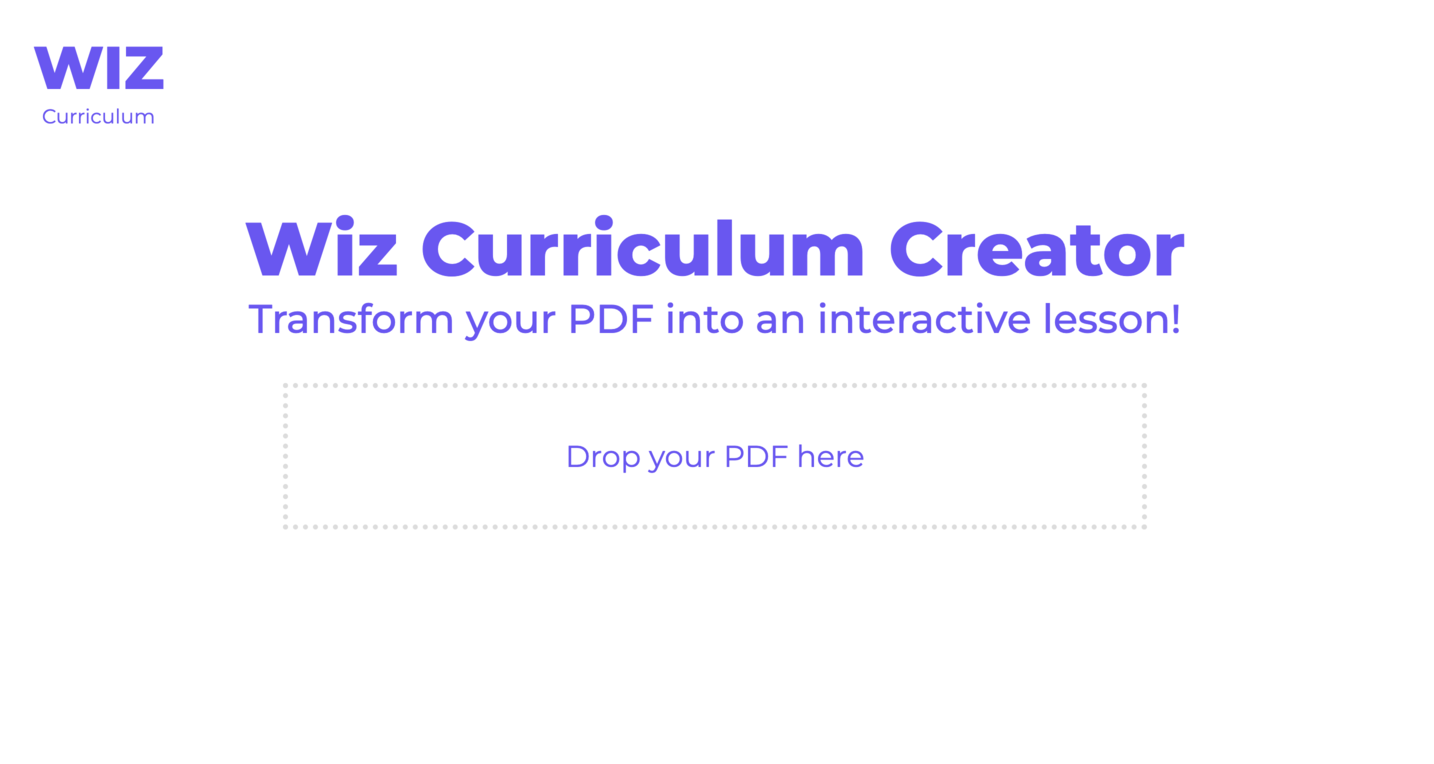 WIZ
Curriculum
Wiz Curriculum Creator
Transform your PDF into an interactive lesson!
Drop your PDF here